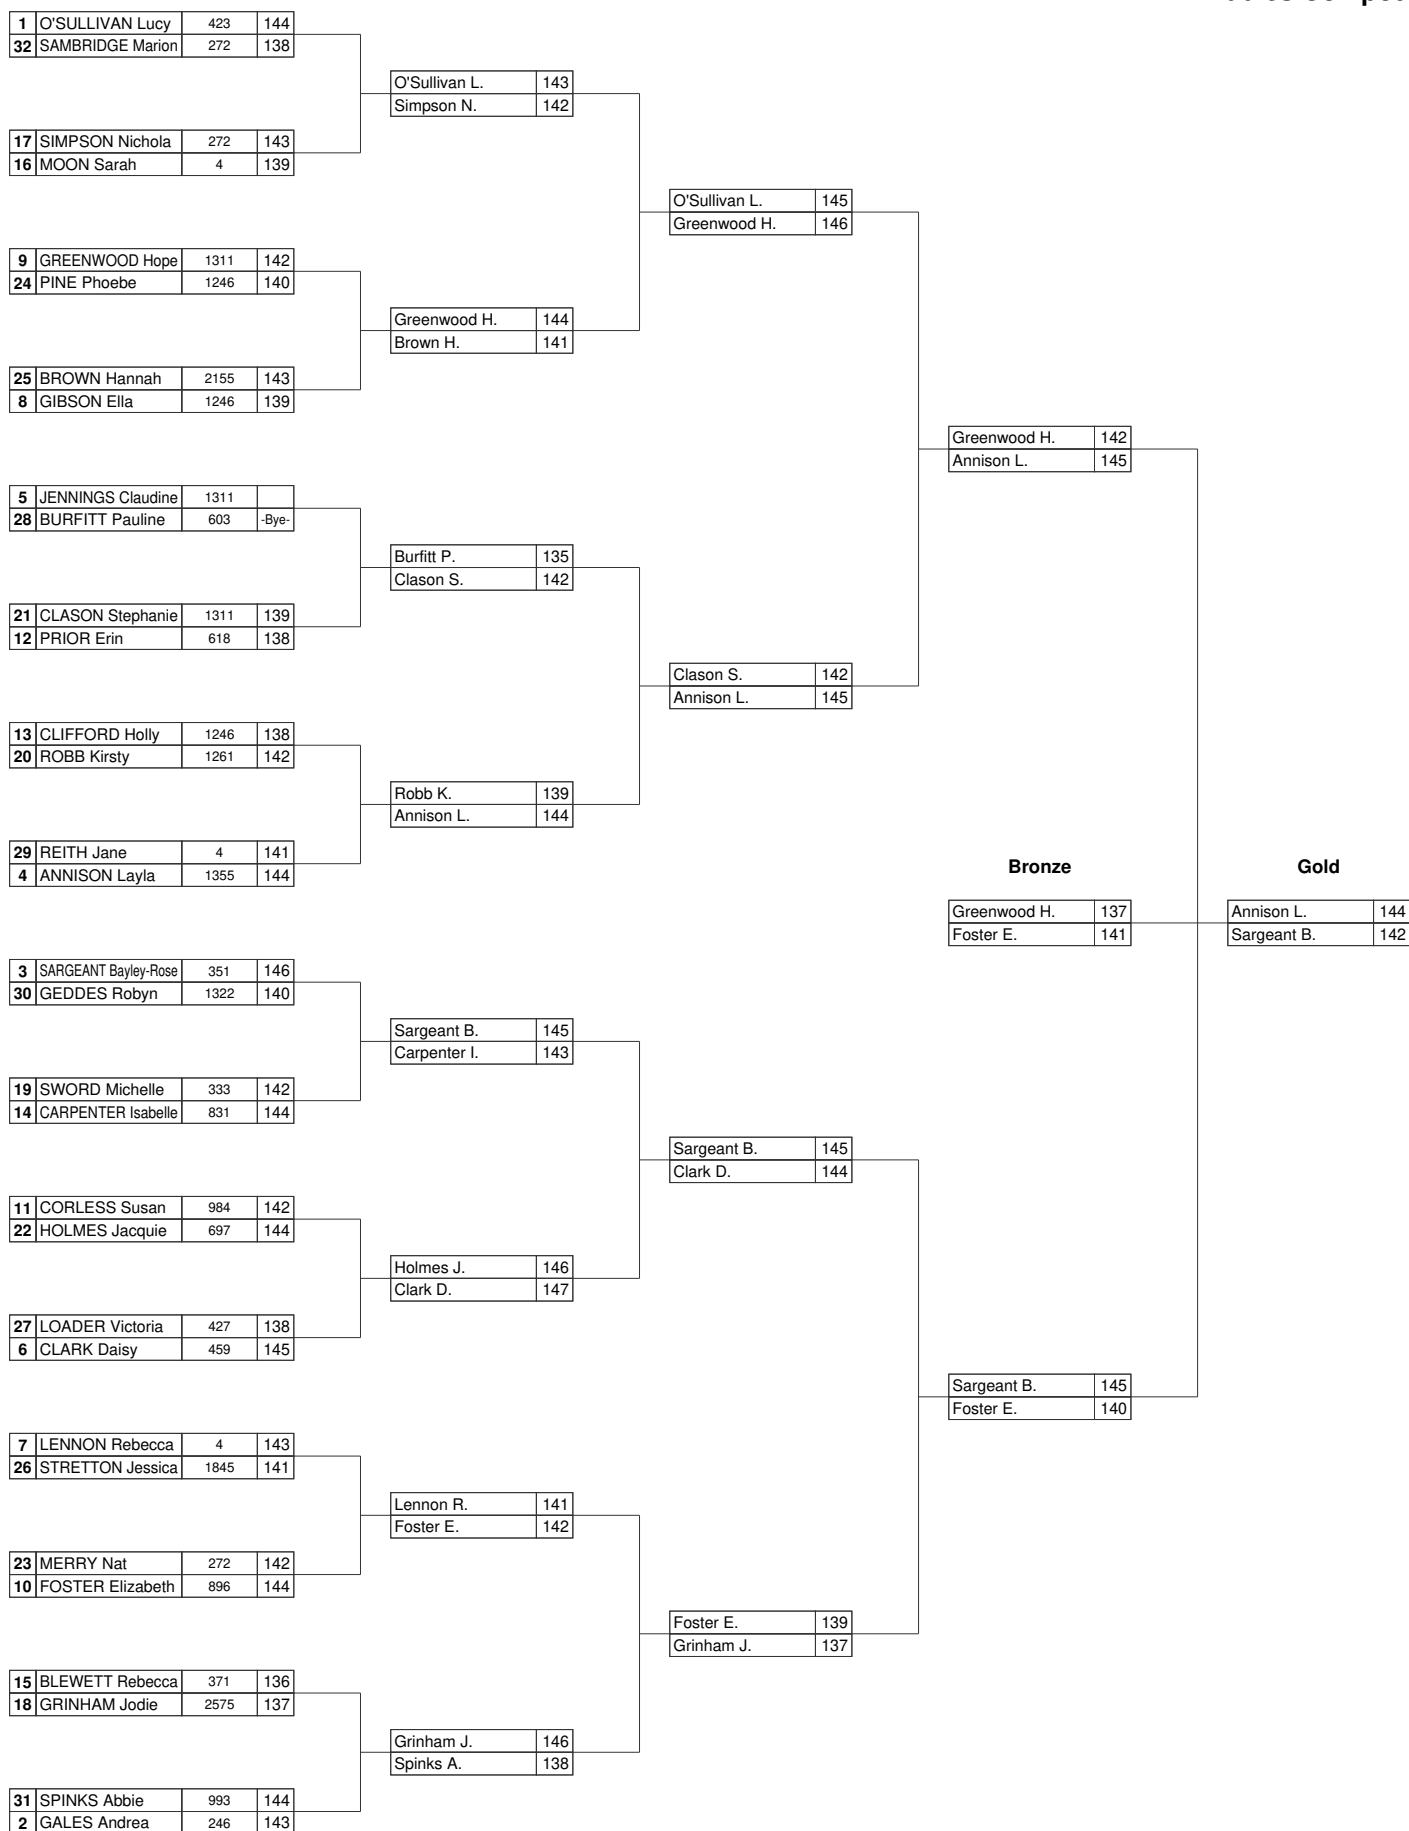 1 O'SULLIVAN Lucy 423 144
32 SAMBRIDGE Marion 272 138
O'Sullivan L. 143
Simpson N. 142
17 SIMPSON Nichola 272 143
16 MOON Sarah 4 139
O'Sullivan L. 145
Greenwood H. 146
9 GREENWOOD Hope 1311 142
24 PINE Phoebe 1246 140
Greenwood H. 144
Brown H. 141
25 BROWN Hannah 2155 143
8 GIBSON Ella 1246 139
Greenwood H. 142
Annison L. 145
5 JENNINGS Claudine 1311
28 BURFITT Pauline 603 -Bye-
Burfitt P. 135
Clason S. 142
21 CLASON Stephanie 1311 139
12 PRIOR Erin 618 138
Clason S. 142
Annison L. 145
13 CLIFFORD Holly 1246 138
20 ROBB Kirsty 1261 142
Robb K. 139
Annison L. 144
29 REITH Jane 4 141
4 ANNISON Layla 1355 144
Bronze Gold
Greenwood H. 137 Annison L. 144
Foster E. 141 Sargeant B. 142
3 SARGEANT Bayley-Rose 351 146
30 GEDDES Robyn 1322 140
Sargeant B. 145
Carpenter I. 143
19 SWORD Michelle 333 142
14 CARPENTER Isabelle 831 144
Sargeant B. 145
Clark D. 144
11 CORLESS Susan 984 142
22 HOLMES Jacquie 697 144
Holmes J. 146
Clark D. 147
27 LOADER Victoria 427 138
6 CLARK Daisy 459 145
Sargeant B. 145
Foster E. 140
7 LENNON Rebecca 4 143
26 STRETTON Jessica 1845 141
Lennon R. 141
Foster E. 142
23 MERRY Nat 272 142
10 FOSTER Elizabeth 896 144
Foster E. 139
Grinham J. 137
15 BLEWETT Rebecca 371 136
18 GRINHAM Jodie 2575 137
Grinham J. 146
Spinks A. 138
31 SPINKS Abbie 993 144
2 GALES Andrea 246 143